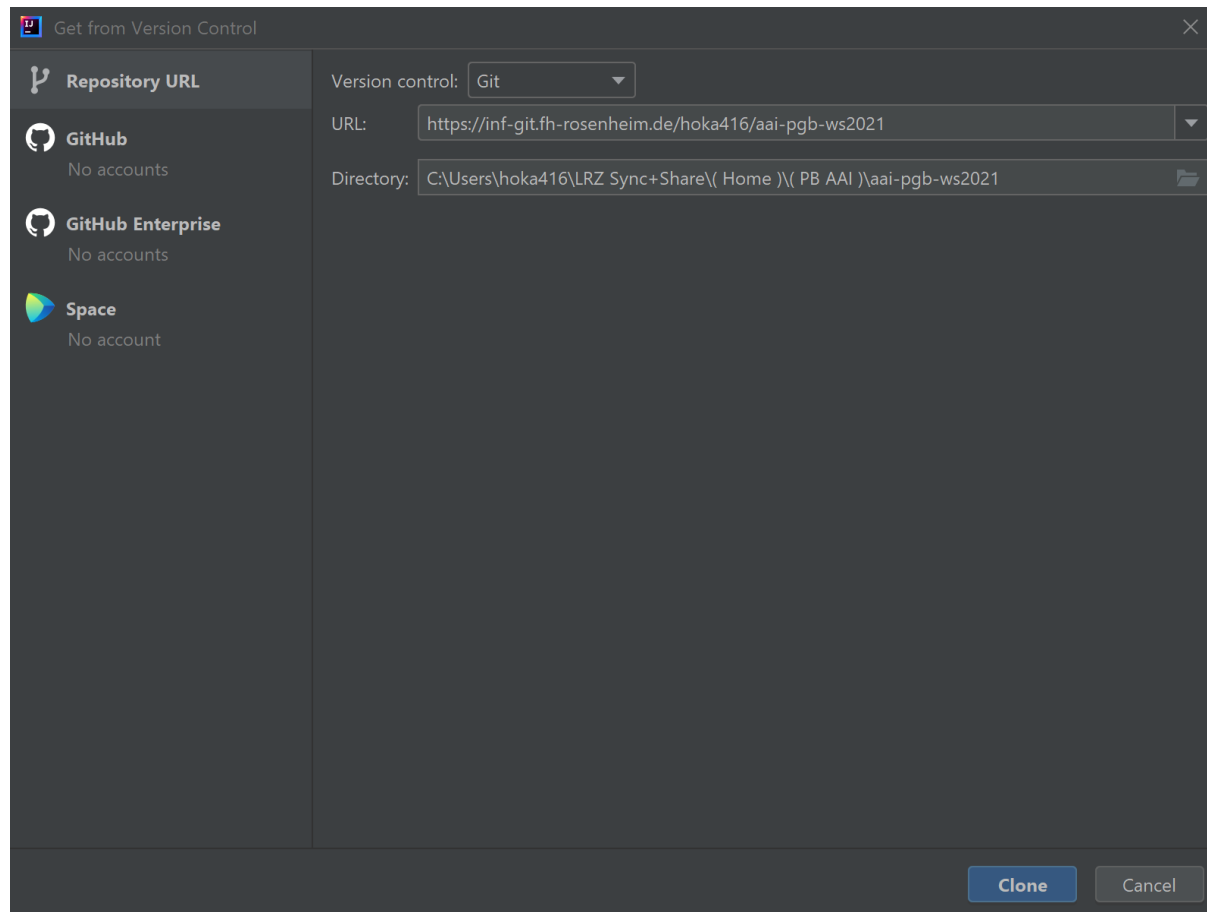 Get from Version Control
Repository URL
GitHub
No accounts
GitHub Enterprise
No accounts
Space
No account
Version control: Git
URL: https://inf-git.fh-rosenheim.de/hoka416/aai-pgb-ws2021
Directory: C:\Users\hoka416\LRZ Sync+Share\( Home )\( PB AAI )\aai-pgb-ws2021
Clone Cancel